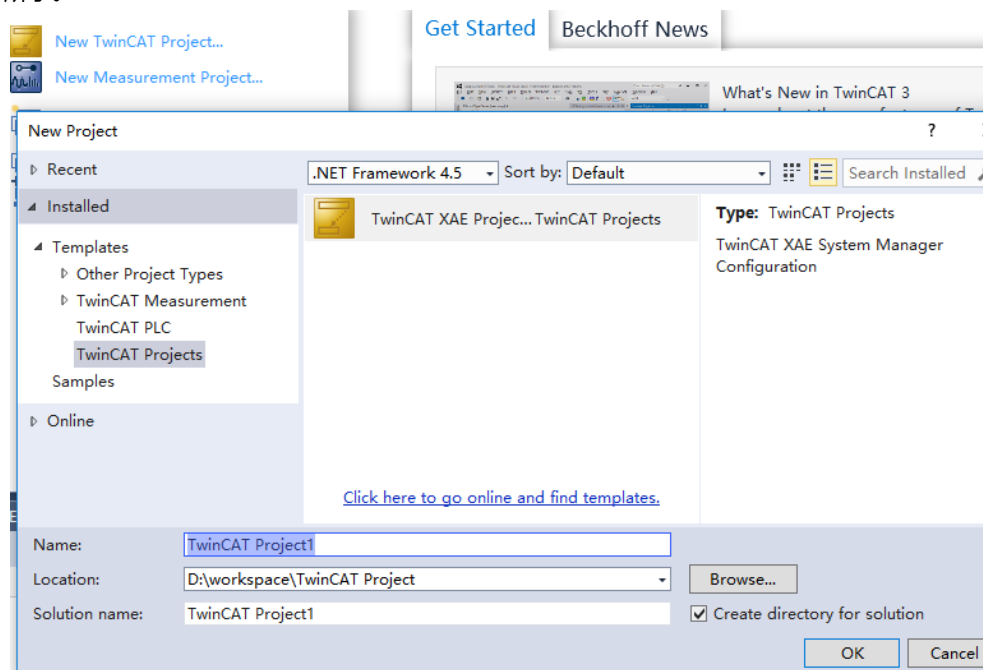 New TwinCAT Project...
New Measurement Project...
Get Started
Beckhoff News
What's New in TwinCAT 3
New Project
?
Recent
.NET Framework 4.5
Sort by:
Default
Search Installed
Installed
TwinCAT XAE Projec...
TwinCAT Projects
Type: TwinCAT Projects
TwinCAT XAE System Manager
Configuration
Templates
Other Project Types
TwinCAT Measurement
TwinCAT PLC
TwinCAT Projects
Samples
Online
Click here to go online and find templates.
Name:
TwinCAT Project1
Location:
D:\workspace\TwinCAT Project
Browse...
Solution name:
TwinCAT Project1
Create directory for solution
OK
Cancel